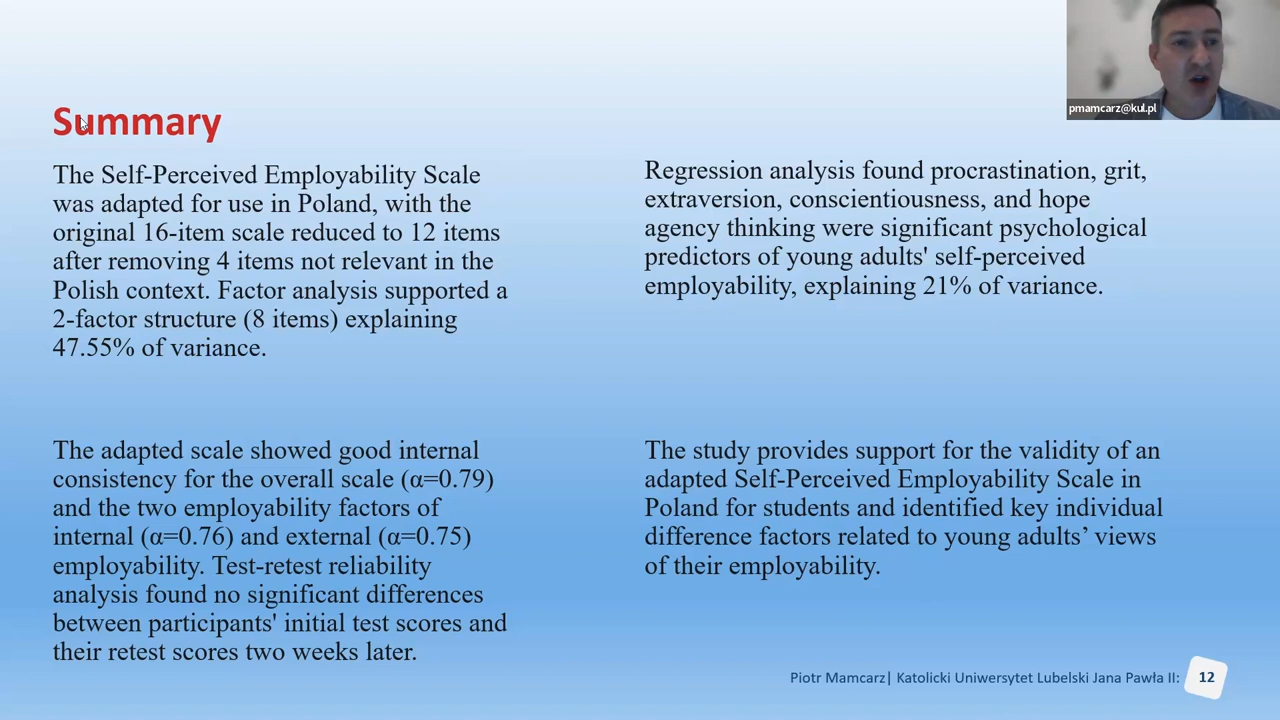 pmamcarz@kul.pl
Summary
The Self-Perceived Employability Scale
was adapted for use in Poland, with the
original 16-item scale reduced to 12 items
after removing 4 items not relevant in the
Polish context. Factor analysis supported a
2-factor structure (8 items) explaining
47.55% of variance.
Regression analysis found procrastination, grit,
extraversion, conscientiousness, and hope
agency thinking were significant psychological
predictors of young adults' self-perceived
employability, explaining 21% of variance.
The adapted scale showed good internal
consistency for the overall scale (α=0.79)
and the two employability factors of
internal (α=0.76) and external (α=0.75)
employability. Test-retest reliability
analysis found no significant differences
between participants' initial test scores and
their retest scores two weeks later.
The study provides support for the validity of an
adapted Self-Perceived Employability Scale in
Poland for students and identified key individual
difference factors related to young adults’ views
of their employability.
Piotr Mamcarz| Katolicki Uniwersytet Lubelski Jana Pawła II:
12